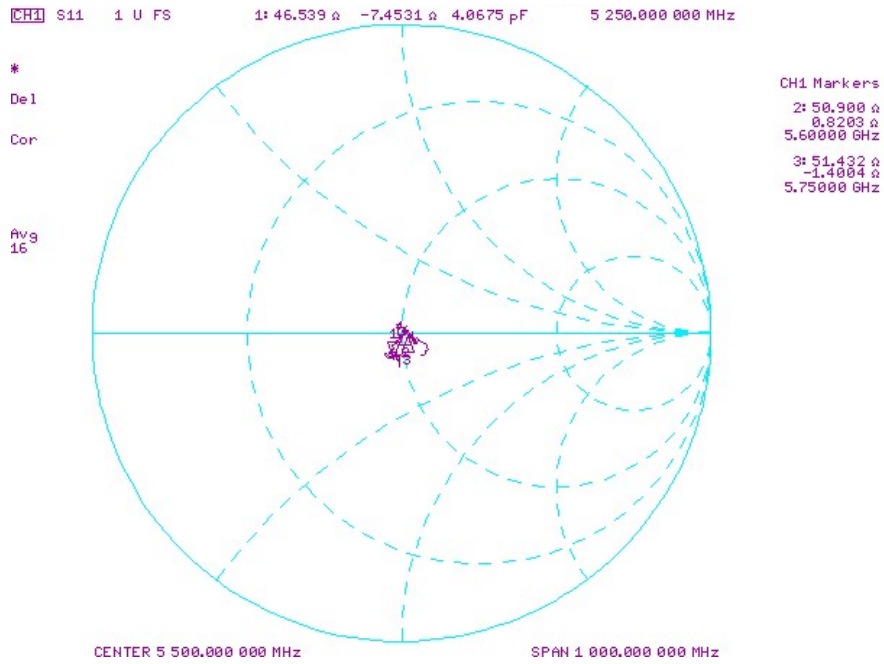 CH1 S11 1 U FS 1: 46.539 Ω -7.4531 Ω 4.0675 pF 5 250.000 000 MHz
*
Del
Cor
Avg
16
CH1 Markers
2: 50.900 Ω
0.8203 Ω
5.60000 GHz
3: 51.432 Ω
-1.4004 Ω
5.75000 GHz
3
CENTER 5 500.000 000 MHz SPAN 1 000.000 000 MHz